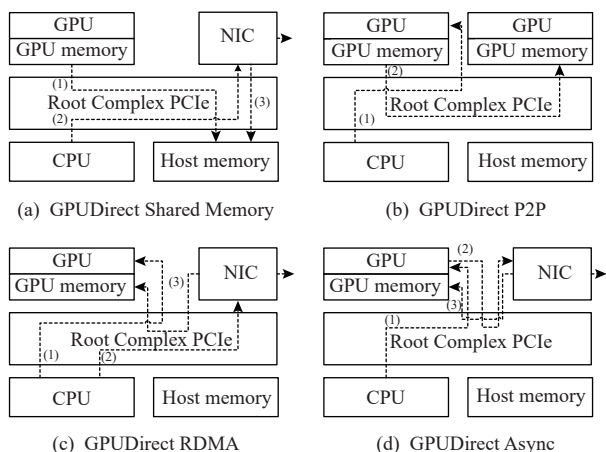 GPU
GPU memory
NIC
(1)
Root Complex PCIe
(2)
(3)
CPU
Host memory
(a) GPUDirect Shared Memory
GPU
GPU memory
GPU
GPU memory
(2)
Root Complex PCIe
(1)
CPU
Host memory
(b) GPUDirect P2P
GPU
GPU memory
(3)
NIC
Root Complex PCIe
(1)
(2)
CPU
Host memory
(c) GPUDirect RDMA
GPU
GPU memory
(2)
NIC
(3)
(1)
Root Complex PCIe
CPU
Host memory
(d) GPUDirect Async